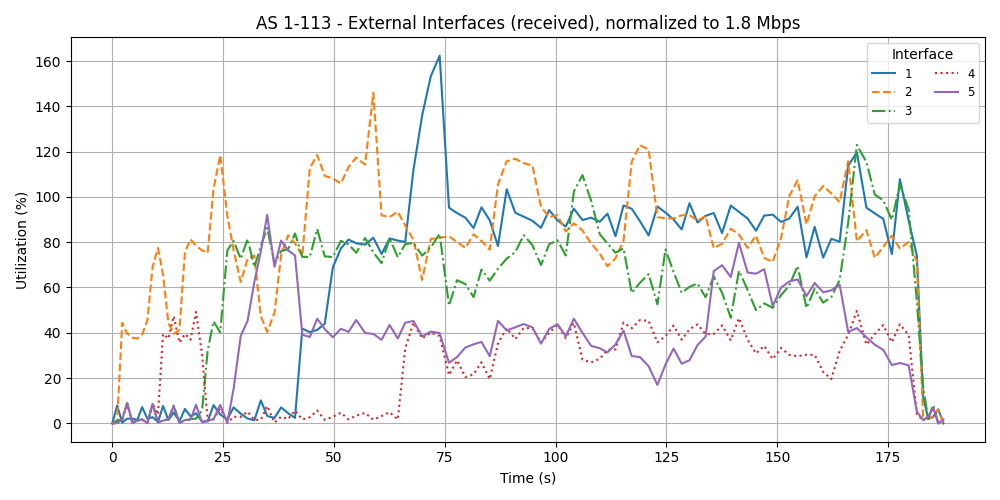 AS 1-113 - External Interfaces (received), normalized to 1.8 Mbps
Utilization (%)
160
140
120
100
80
60
40
20
0
0 25 50 75 100 125 150 175
Time (s)
Interface
1 4
2 5
3